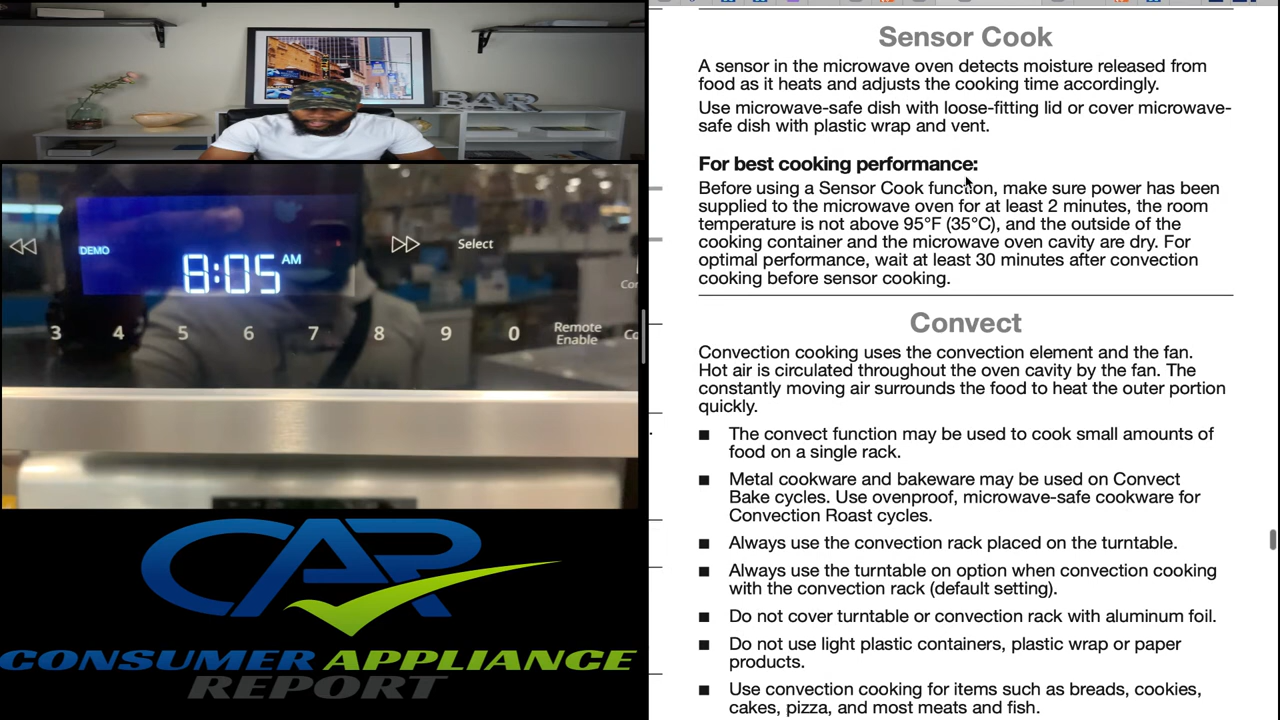 BAR
DEMO
8:05 AM
Select
3 4 5 6 7 8 9 0
Remote
Enable
CAR
CONSUMER APPLIANCE
REPORT
Sensor Cook
A sensor in the microwave oven detects moisture released from
food as it heats and adjusts the cooking time accordingly.
Use microwave-safe dish with loose-fitting lid or cover microwave-
safe dish with plastic wrap and vent.
For best cooking performance:
Before using a Sensor Cook function, make sure power has been
supplied to the microwave oven for at least 2 minutes, the room
temperature is not above 95°F (35°C), and the outside of the
cooking container and the microwave oven cavity are dry. For
optimal performance, wait at least 30 minutes after convection
cooking before sensor cooking.
Convect
Convection cooking uses the convection element and the fan.
Hot air is circulated throughout the oven cavity by the fan. The
constantly moving air surrounds the food to heat the outer portion
quickly.
■ The convect function may be used to cook small amounts of
food on a single rack.
■ Metal cookware and bakeware may be used on Convect
Bake cycles. Use ovenproof, microwave-safe cookware for
Convection Roast cycles.
■ Always use the convection rack placed on the turntable.
■ Always use the turntable on option when convection cooking
with the convection rack (default setting).
■ Do not cover turntable or convection rack with aluminum foil.
■ Do not use light plastic containers, plastic wrap or paper
products.
■ Use convection cooking for items such as breads, cookies,
cakes, pizza, and most meats and fish.